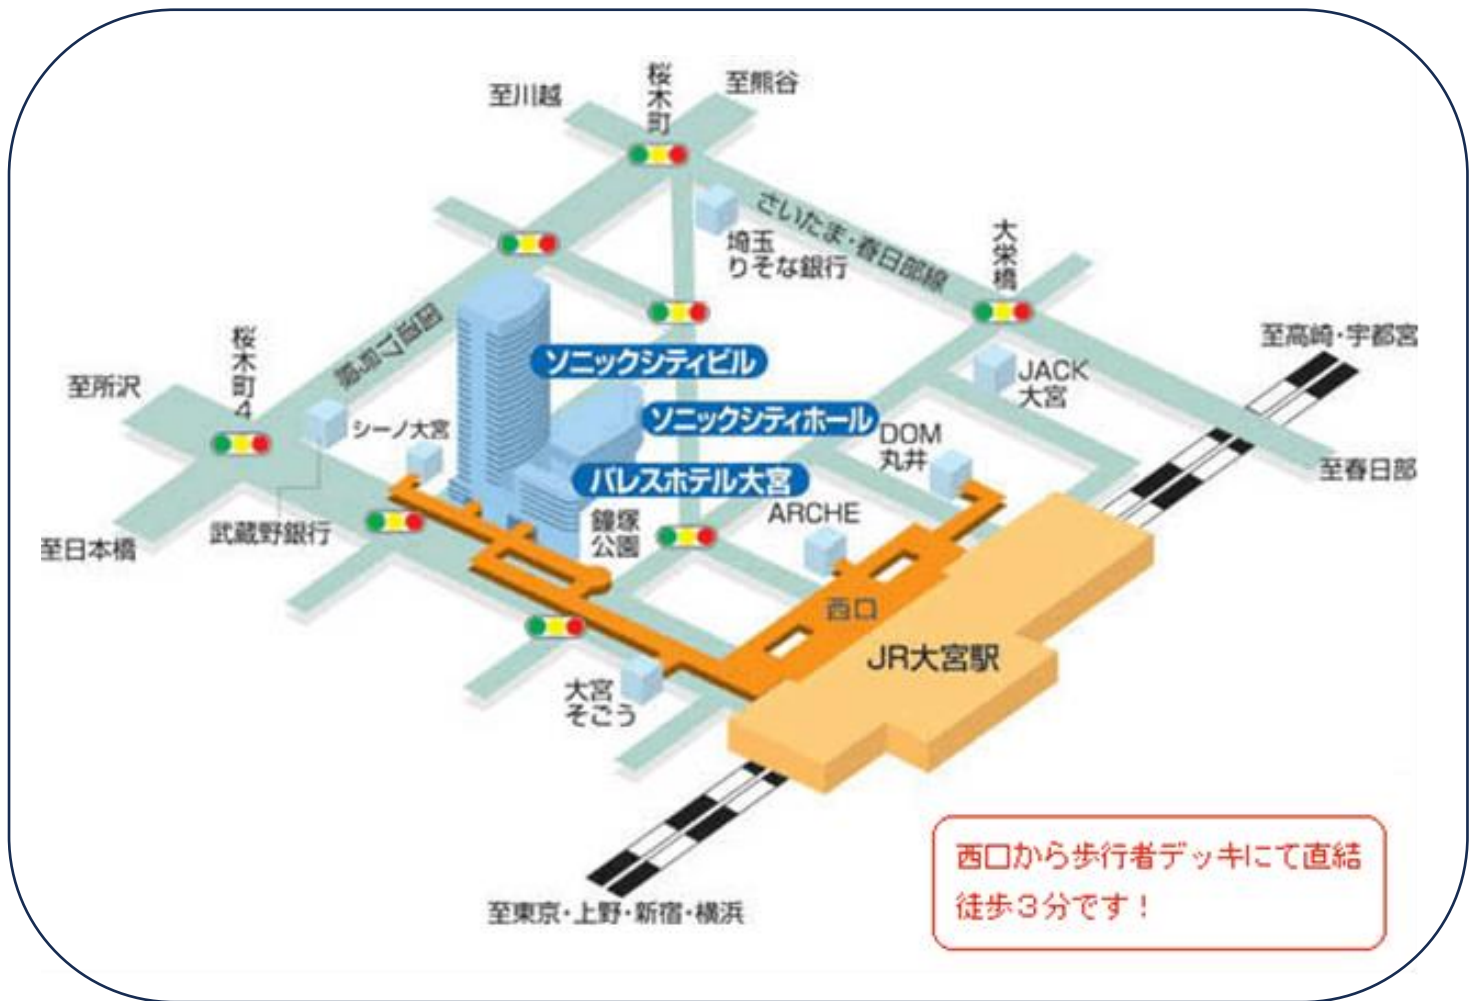 至川越
桜木町
至熊谷
さいたま・春日部線
埼玉
りそな銀行
大栄橋
国道17号線
桜木町4
至所沢
至高崎・宇都宮
ソニックシティビル
JACK
大宮
シーノ大宮
ソニックシティホール
DOM
丸井
至春日部
パレスホテル大宮
ARCHE
武蔵野銀行
鐘塚
公園
至日本橋
西口
JR大宮駅
大宮
そごう
至東京・上野・新宿・横浜
西口から歩行者デッキにて直結
徒歩3分です！